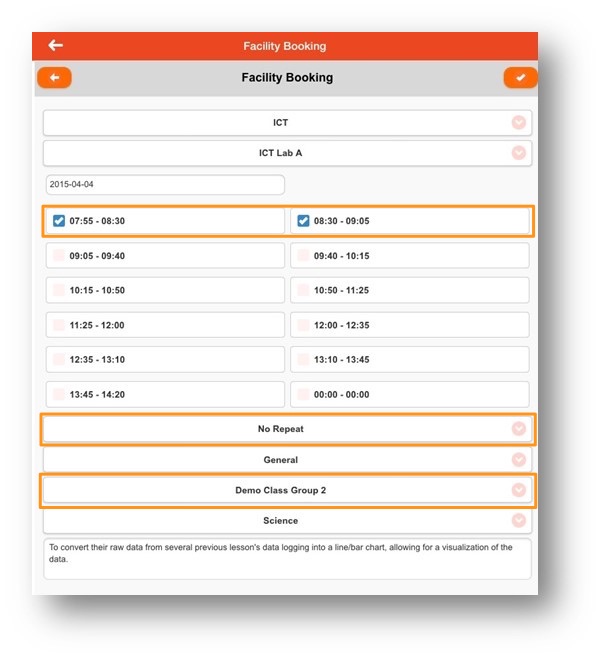 Facility Booking
Facility Booking
ICT
ICT Lab A
2015-04-04
07:55 - 08:30
08:30 - 09:05
09:05 - 09:40
09:40 - 10:15
10:15 - 10:50
10:50 - 11:25
11:25 - 12:00
12:00 - 12:35
12:35 - 13:10
13:10 - 13:45
13:45 - 14:20
00:00 - 00:00
No Repeat
General
Demo Class Group 2
Science
To convert their raw data from several previous lesson's data logging into a line/bar chart, allowing for a visualization of the
data.